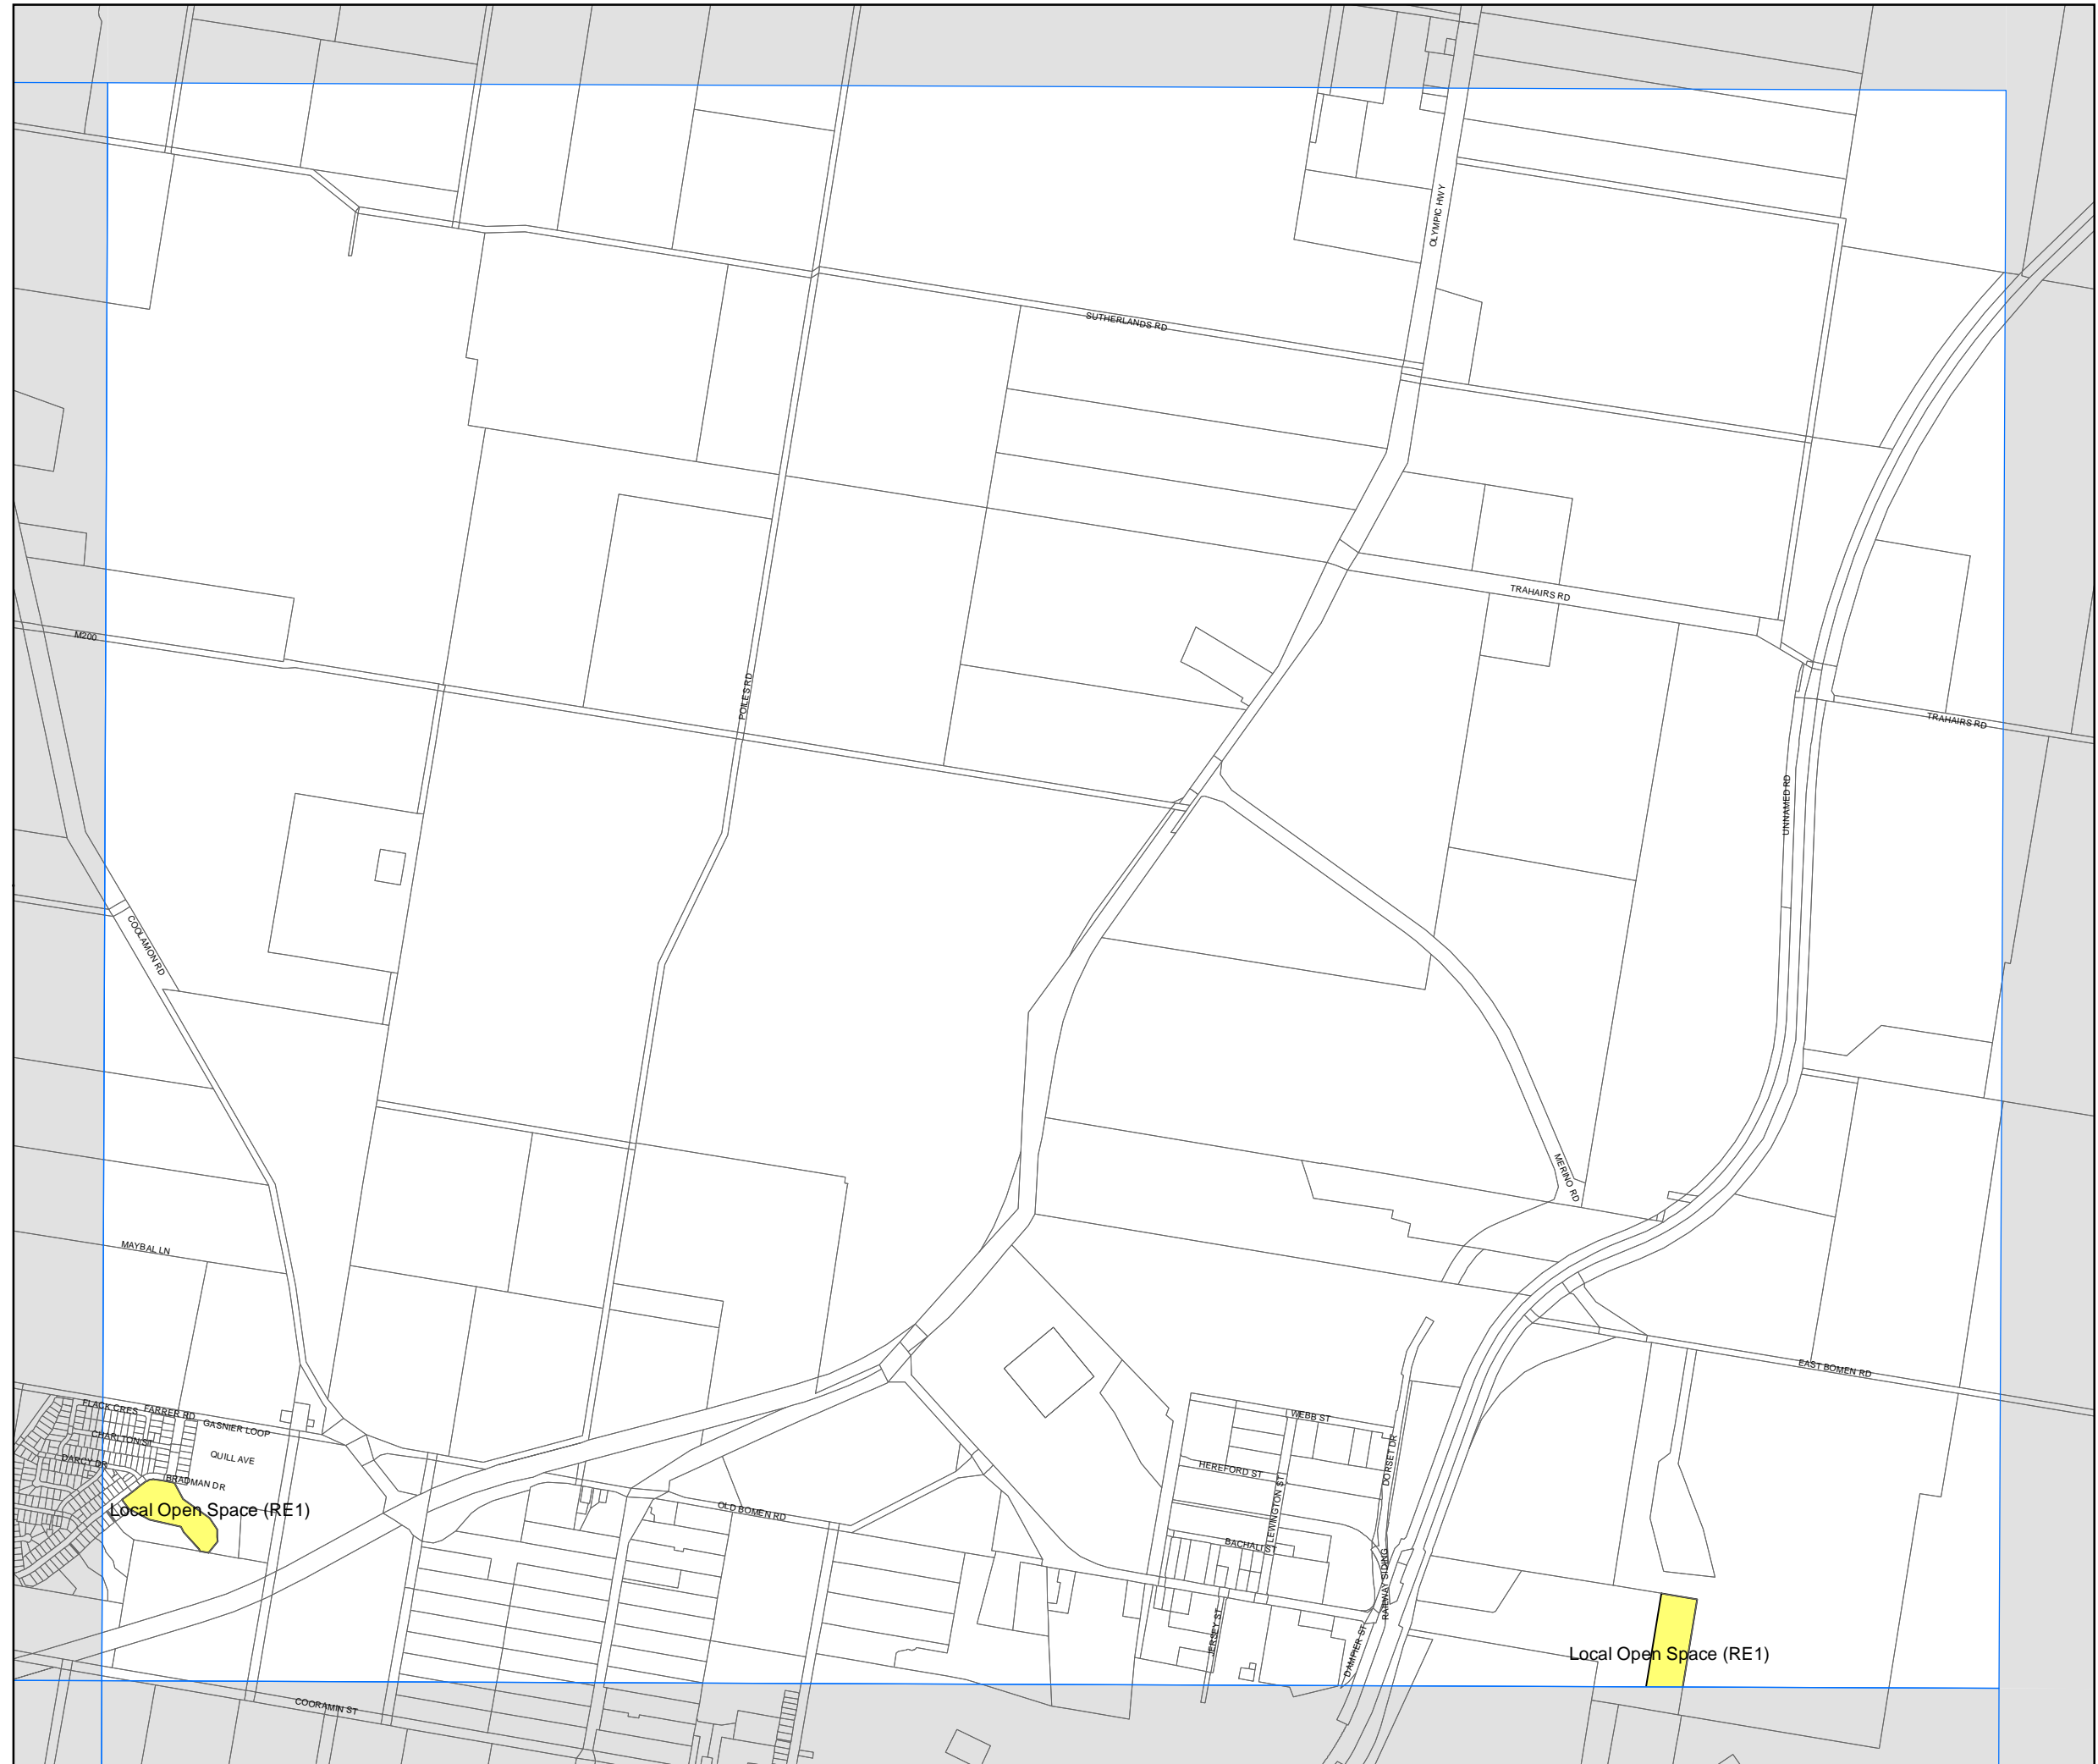 OLYMPIC HWY
SUTHERLANDS RD
TRAHAIRS RD
M200
POILES RD
TRAHAIRS RD
UNNAMED RD
COOLAMON RD
MERINO RD
MAYBAL LN
EAST BOMEN RD
FLACK CRES
FARRER RD
GASNIER LOOP
WEBB ST
CHARLTON ST
QUILL AVE
DARCY DR
BRADMAN DR
HEREFORD ST
DORSET DR
LEWINGTON ST
Local Open Space (RE1)
OLD BOMEN RD
BACHALI ST
RAILWAY SIDING
JERSEY ST
DAMPIER ST
Local Open Space (RE1)
COORAMIN ST